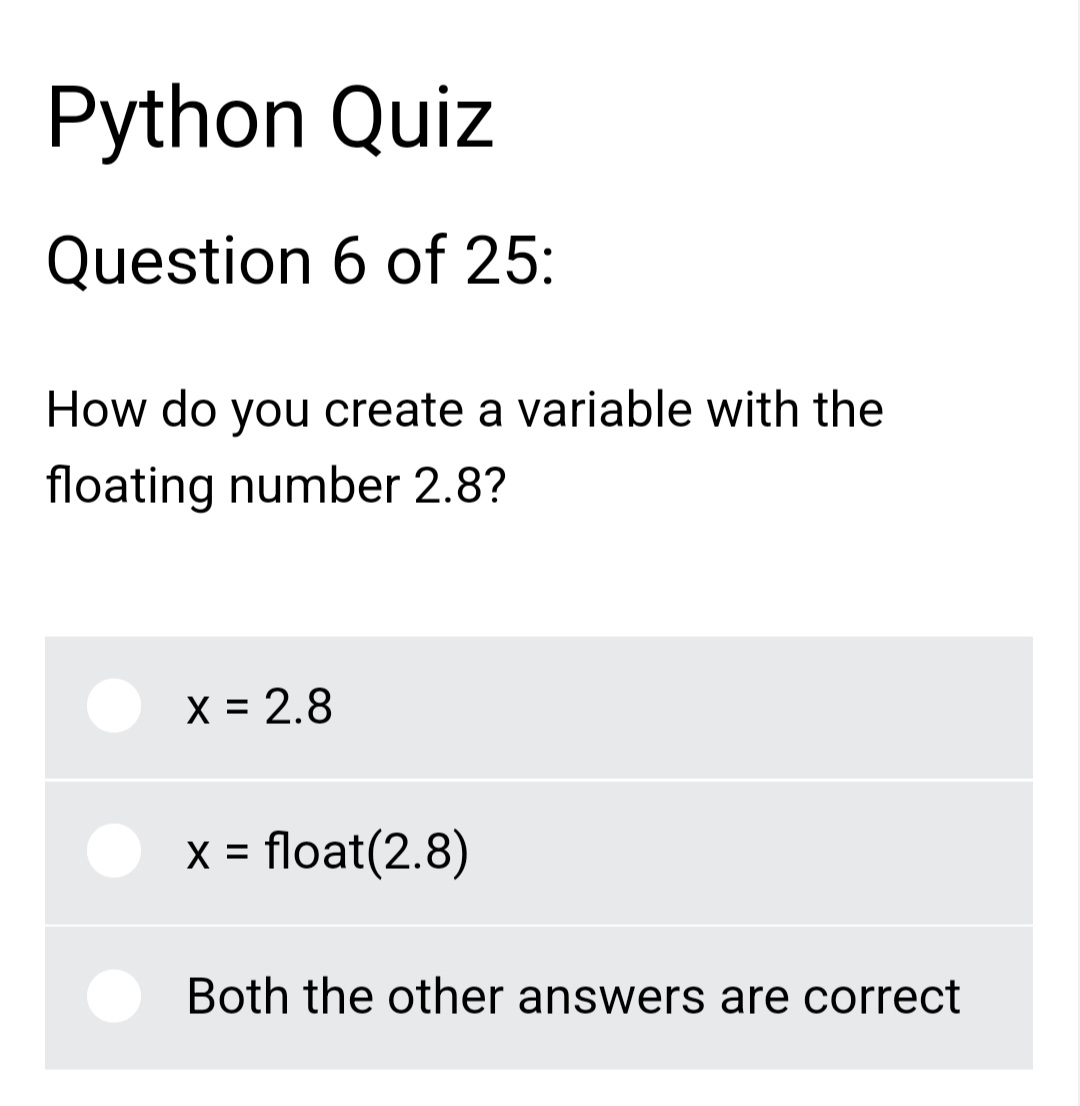 Python Quiz
Question 6 of 25:
How do you create a variable with the
floating number 2.8?
x = 2.8
x = float(2.8)
Both the other answers are correct